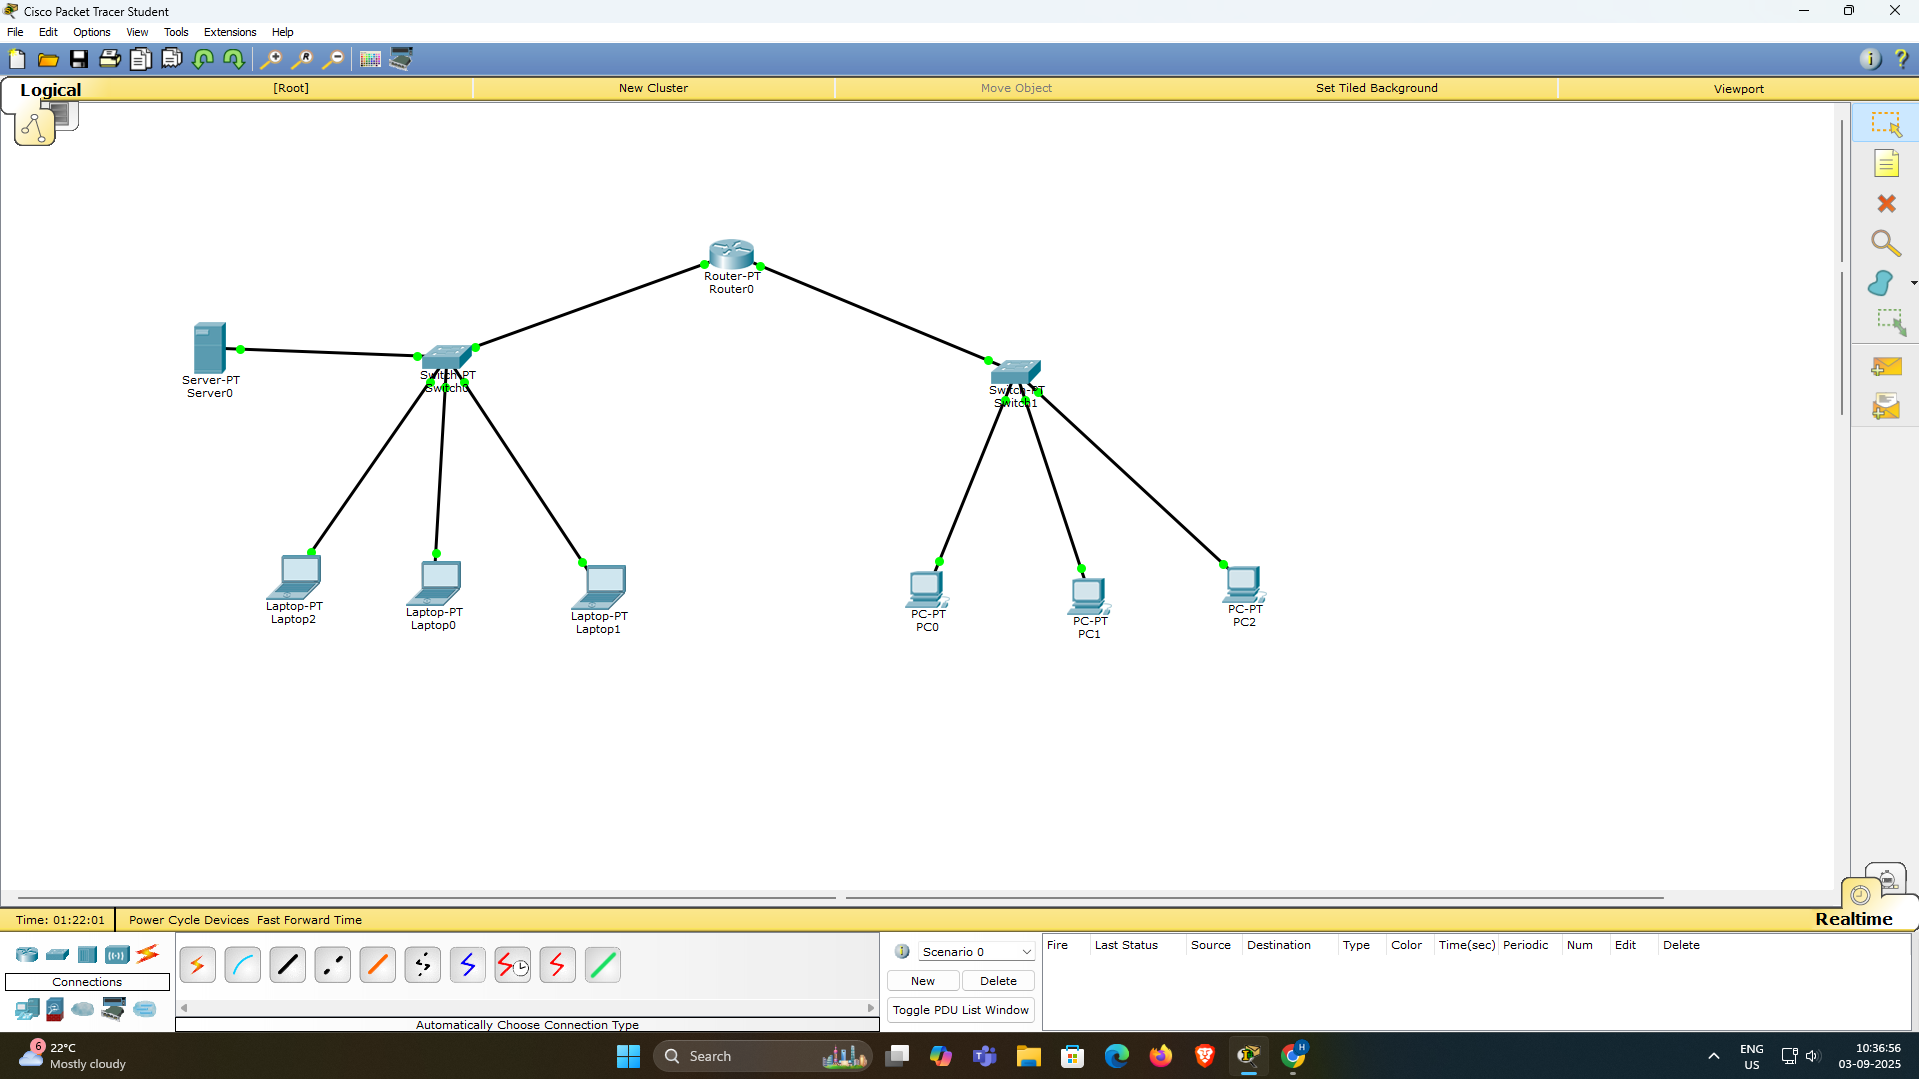 Cisco Packet Tracer Student
File Edit Options View Tools Extensions Help
Logical [Root] New Cluster Move Object Set Tiled Background Viewport
Router-PT
Router0
Server-PT
Server0
Switch-PT
Switch0
Switch-PT
Switch1
Laptop-PT
Laptop2
Laptop-PT
Laptop0
Laptop-PT
Laptop1
PC-PT
PC0
PC-PT
PC1
PC-PT
PC2
Time: 01:22:01 Power Cycle Devices Fast Forward Time Realtime
Connections
Automatically Choose Connection Type
Scenario 0
New Delete
Toggle PDU List Window
Fire Last Status Source Destination Type Color Time(sec) Periodic Num Edit Delete
6
22°C
Mostly cloudy
Search
H
ENG
US
10:36:56
03-09-2025